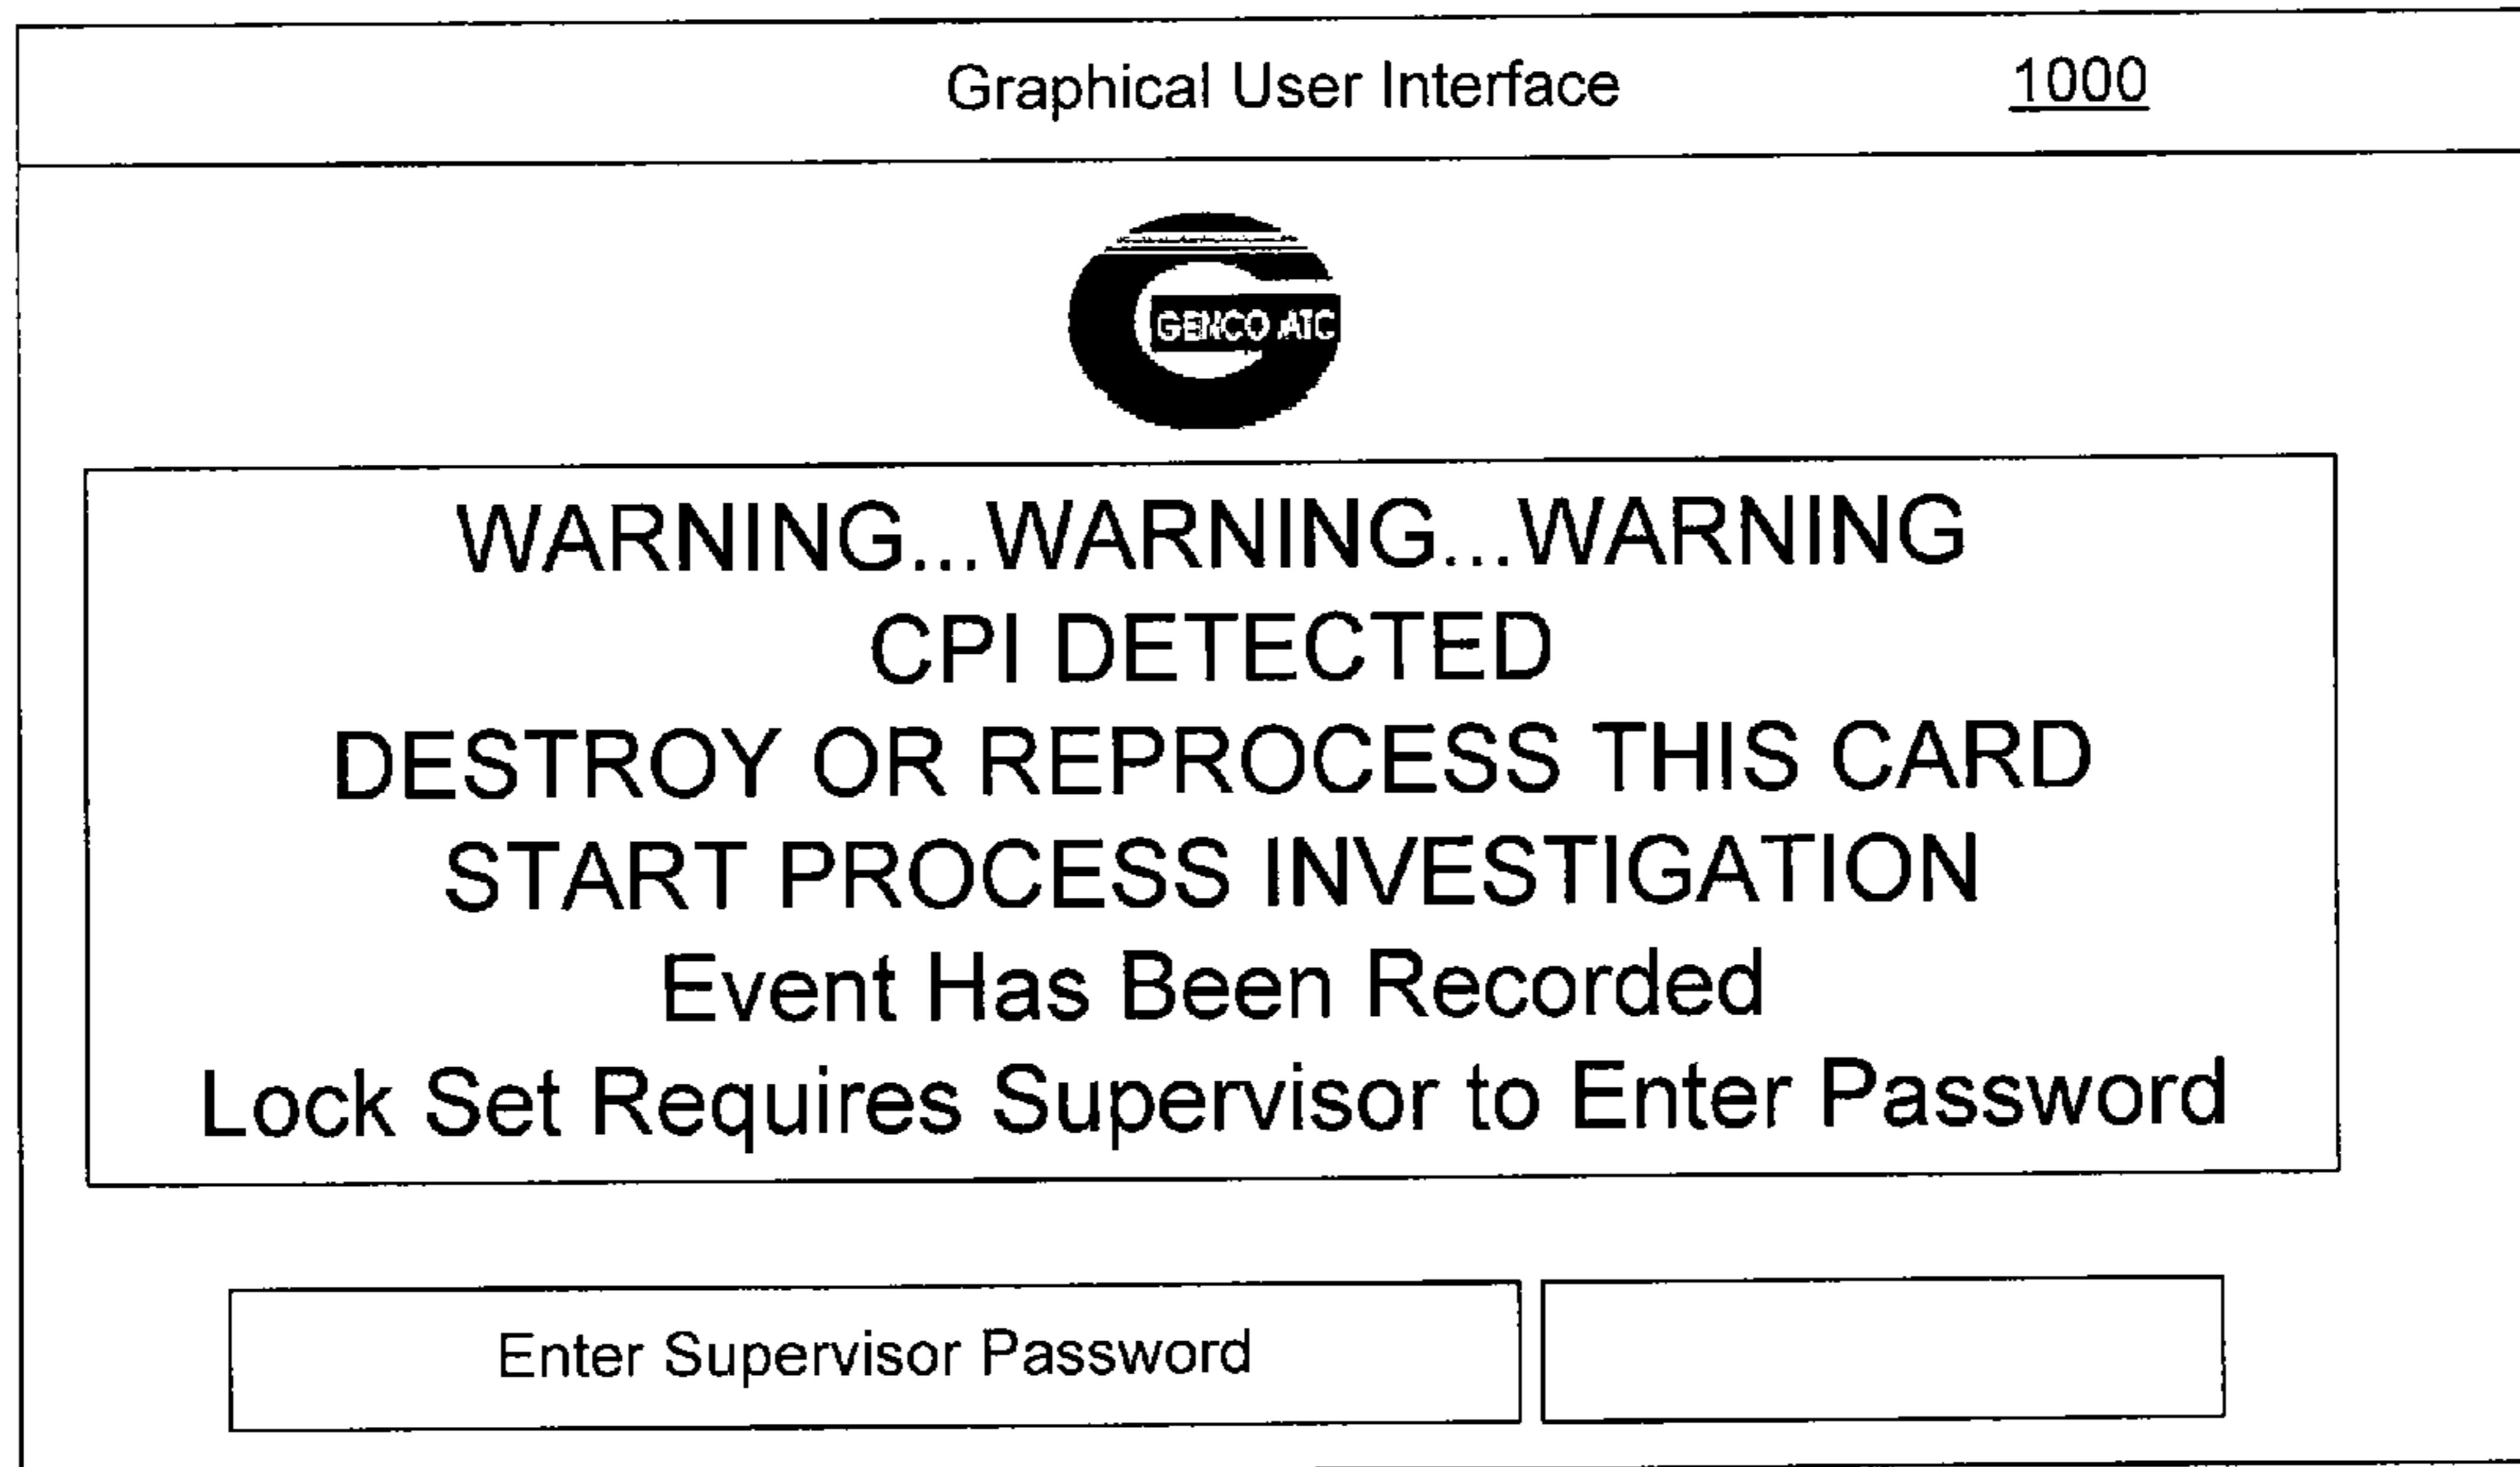 Graphical User Interface 1000
GENCO ATC
WARNING...WARNING...WARNING
CPI DETECTED
DESTROY OR REPROCESS THIS CARD
START PROCESS INVESTIGATION
Event Has Been Recorded
Lock Set Requires Supervisor to Enter Password
Enter Supervisor Password